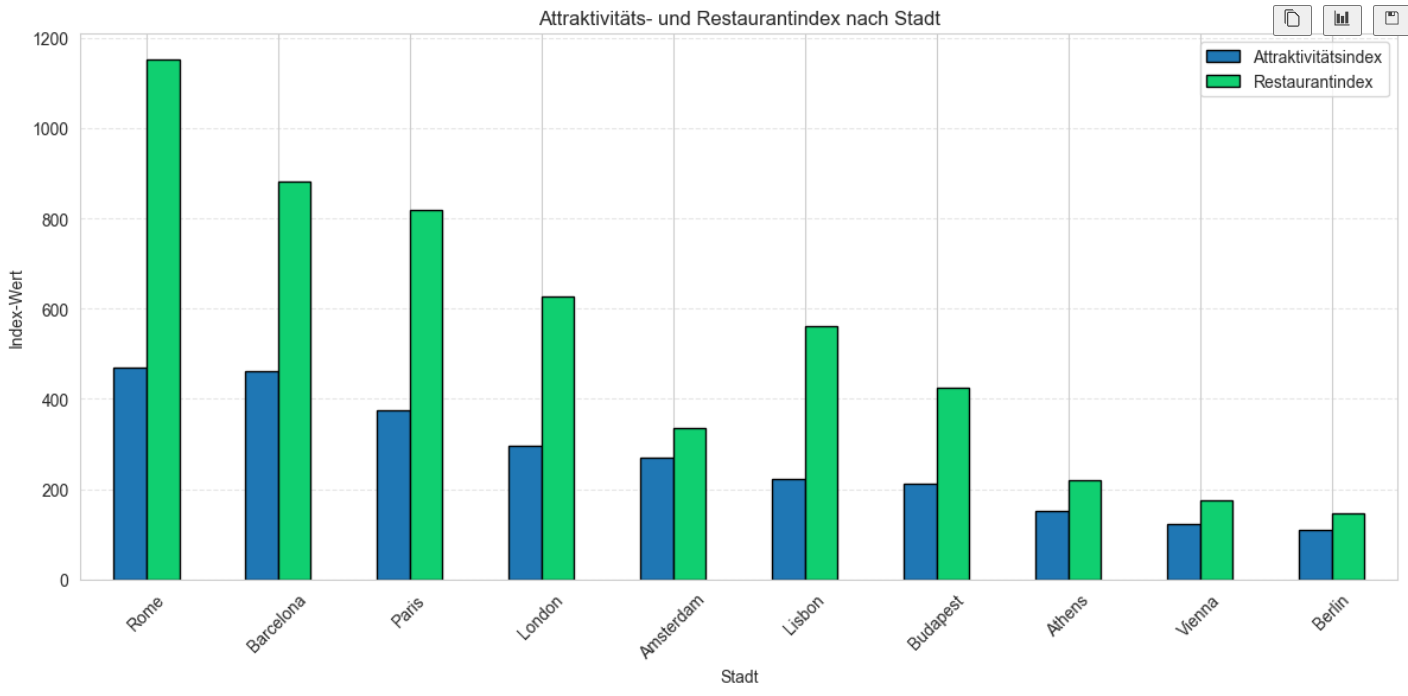 Attraktivitäts- und Restaurantindex nach Stadt
Attraktivitätsindex
Restaurantindex
1200
1000
800
600
400
200
0
Index-Wert
Rome
Barcelona
Paris
London
Amsterdam
Lisbon
Budapest
Athens
Vienna
Berlin
Stadt